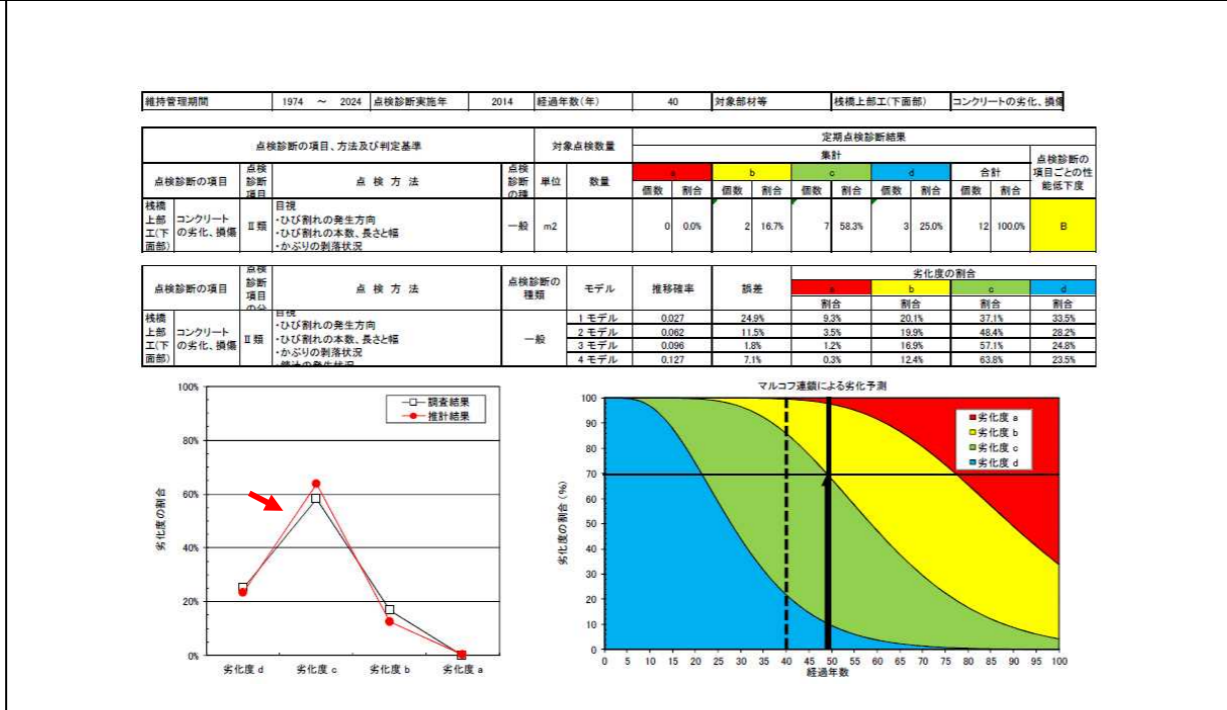 維持管理期間 1974 ～ 2024 点検診断実施年 2014 経過年数(年) 40 対象部材等 桟橋上部工(下面部) コンクリートの劣化、損傷
点検診断の項目、方法及び判定基準 対象点検数量 定期点検診断結果
集計 点検診断の項目ごとの性能低下度
点検診断の項目 点検診断項目 点 検 方 法 点検診断の種 単位 数量 a b c d 合計
個数 割合 個数 割合 個数 割合 個数 割合 個数 割合
桟橋上部工(下面部) コンクリートの劣化、損傷 Ⅱ類 目視 一般 m2 0 0.0% 2 16.7% 7 58.3% 3 25.0% 12 100.0% B
・ひび割れの発生方向
・ひび割れの本数、長さと幅
・かぶりの剥落状況
点検診断の項目 点検診断項目の分 点 検 方 法 点検診断の種類 モデル 推移確率 誤差 劣化度の割合
a b c d
割合 割合 割合 割合
桟橋上部工(下面部) コンクリートの劣化、損傷 Ⅱ類 目視 一般
・ひび割れの発生方向
・ひび割れの本数、長さと幅
・かぶりの剥落状況
1 モデル 0.027 24.9% 9.3% 20.1% 37.1% 33.5%
2 モデル 0.062 11.5% 3.5% 19.9% 48.4% 28.2%
3 モデル 0.096 1.8% 1.2% 16.9% 57.1% 24.8%
4 モデル 0.127 7.1% 0.3% 12.4% 63.8% 23.5%
100%
80%
60%
40%
20%
0%
劣化度の割合
調査結果
推計結果
劣化度 d 劣化度 c 劣化度 b 劣化度 a
マルコフ連鎖による劣化予測
100
90
80
70
60
50
40
30
20
10
0
劣化度の割合 (%)
劣化度 a
劣化度 b
劣化度 c
劣化度 d
0 5 10 15 20 25 30 35 40 45 50 55 60 65 70 75 80 85 90 95 100
経過年数